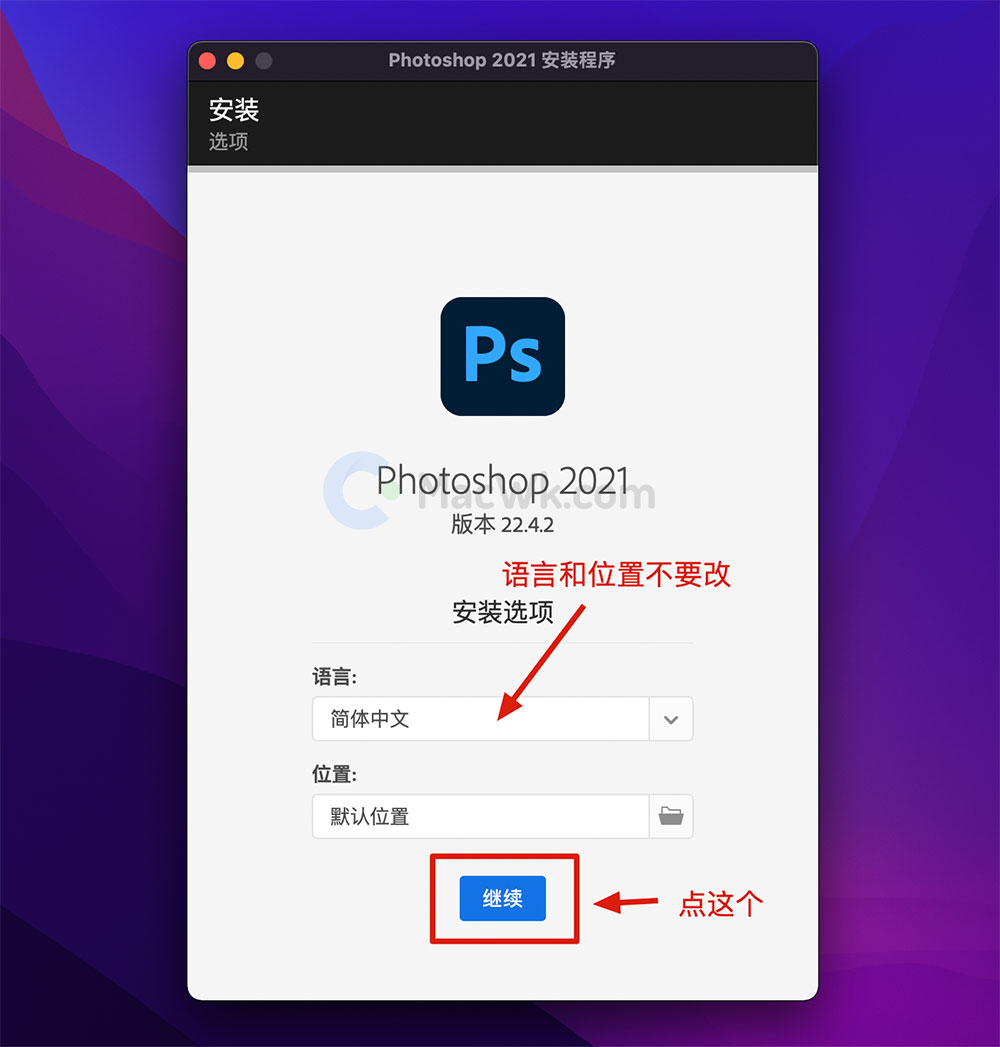 Photoshop 2021 安装程序
安装
选项
Ps
Photoshop 2021
MacWk.com
版本 22.4.2
语言和位置不要改
安装选项
语言:
简体中文
位置:
默认位置
继续
点这个